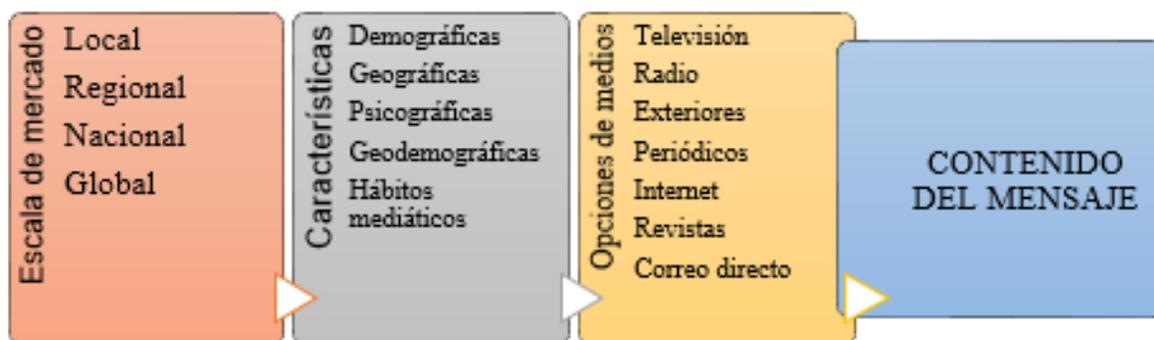 Escala de mercado
Local
Regional
Nacional
Global
Características
Demográficas
Geográficas
Psicográficas
Geodemográficas
Hábitos
mediáticos
Opciones de medios
Televisión
Radio
Exteriores
Periódicos
Internet
Revistas
Correo directo
CONTENIDO
DEL MENSAJE